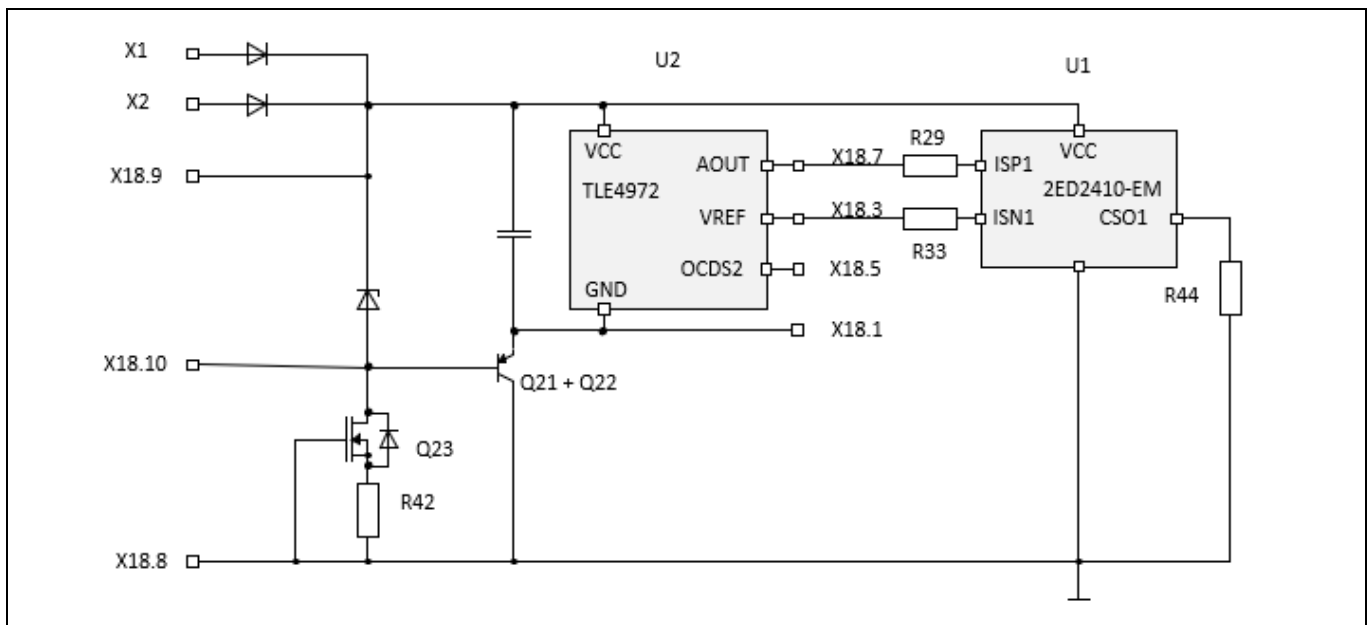 X1
U2
U1
X2
VCC
VCC
AOUT
X18.7
R29
ISP1
X18.9
TLE4972
2ED2410-EM
VREF
X18.3
ISN1
CSO1
R33
OCDS2
X18.5
GND
R44
X18.1
X18.10
Q21 + Q22
Q23
R42
X18.8